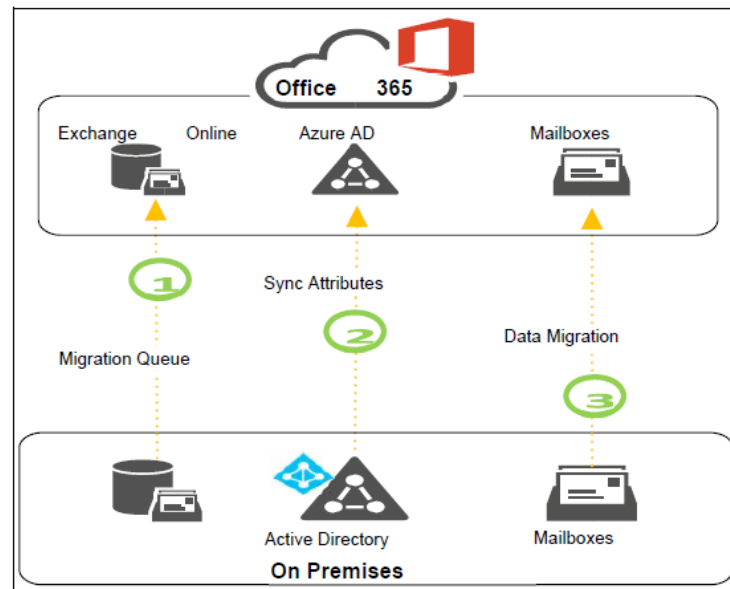 Office 365
Exchange Online Azure AD Mailboxes
1
Sync Attributes
2
Data Migration
Migration Queue
3
Active Directory Mailboxes
On Premises